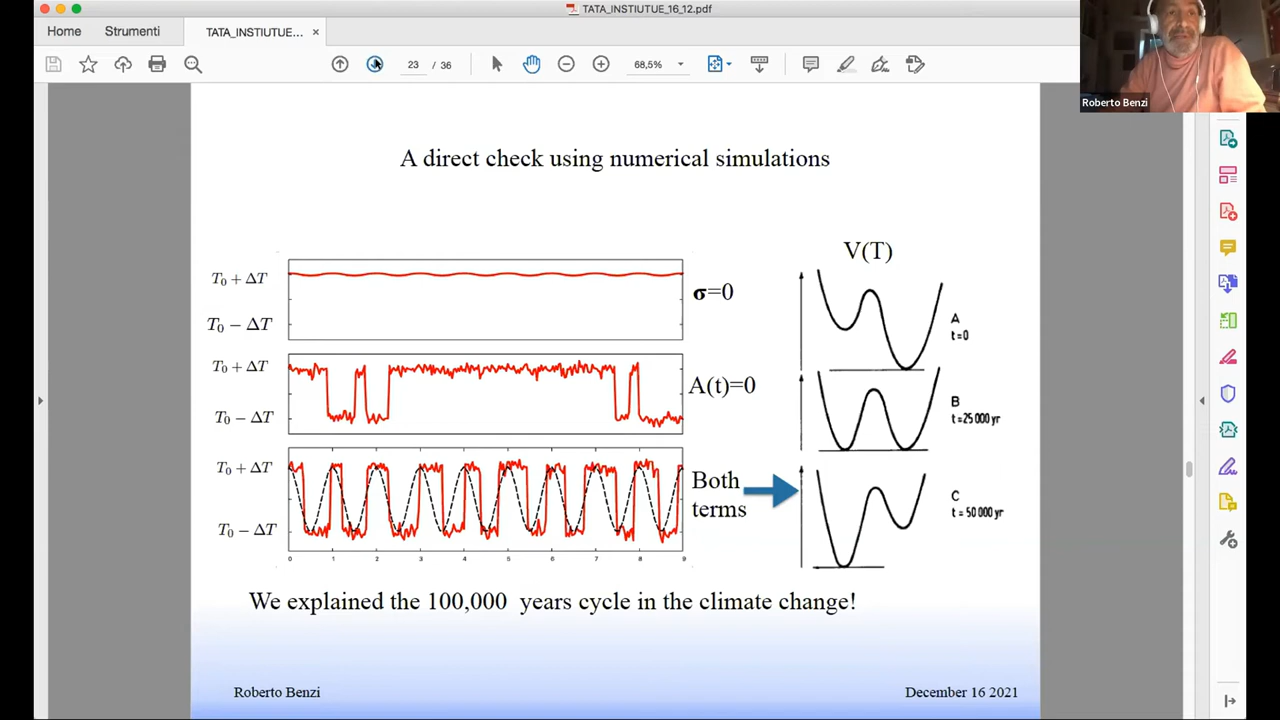 TATA_INSTIUTUE_16_12.pdf
Home
Strumenti
TATA_INSTIUTUE...
×
23 / 36
68,5%
Roberto Benzi
A direct check using numerical simulations
V(T)
T₀ + ΔT
T₀ − ΔT
σ=0
A
t=0
T₀ + ΔT
T₀ − ΔT
A(t)=0
B
t=25000 yr
T₀ + ΔT
T₀ − ΔT
Both
terms
C
t = 50 000 yr
0 1 2 3 4 5 6 7 8 9
We explained the 100,000 years cycle in the climate change!
Roberto Benzi
December 16 2021